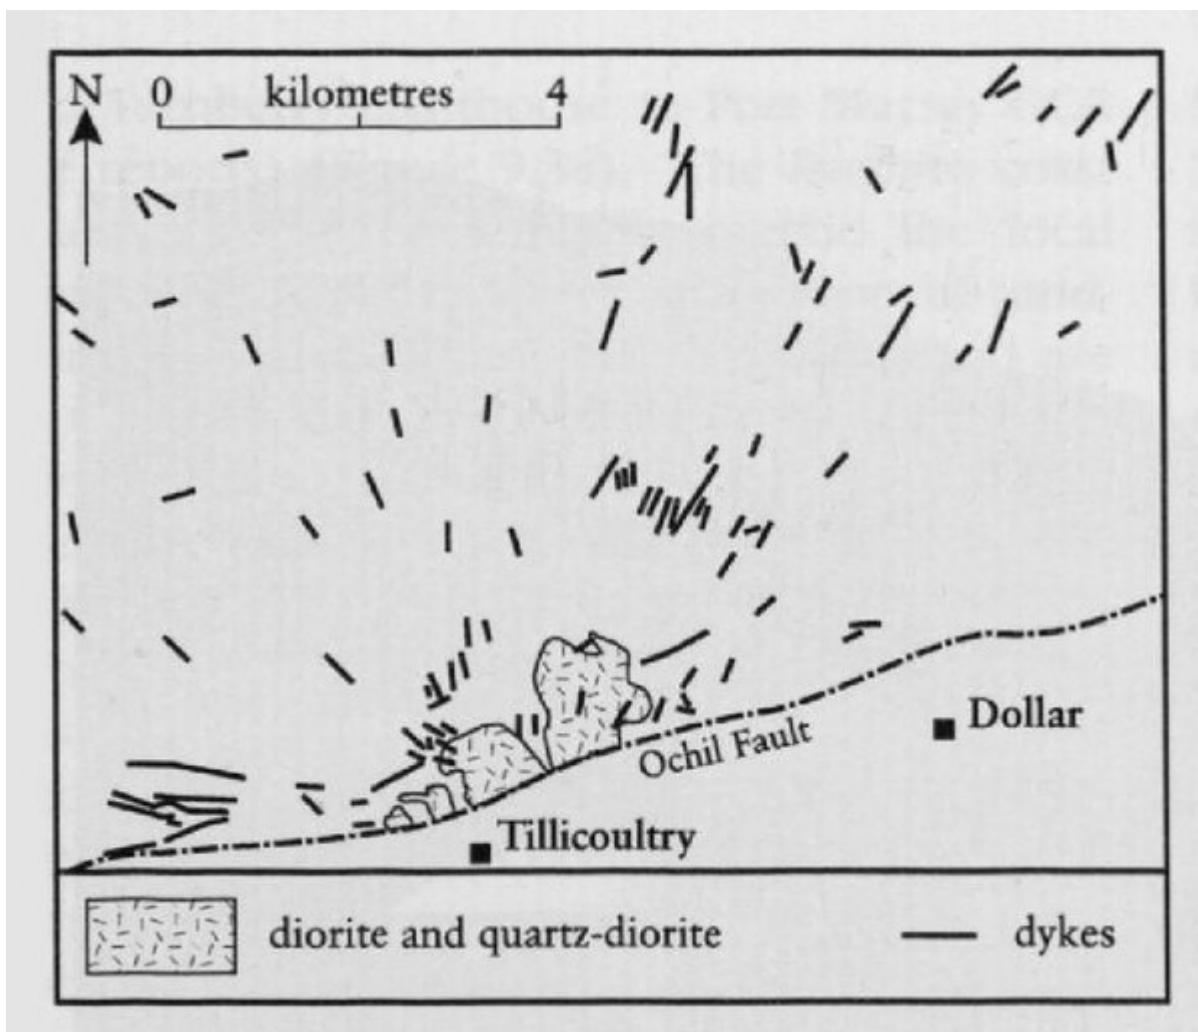 N 0 kilometres 4
Ochil Fault
Dollar
Tillicoultry
diorite and quartz-diorite
dykes